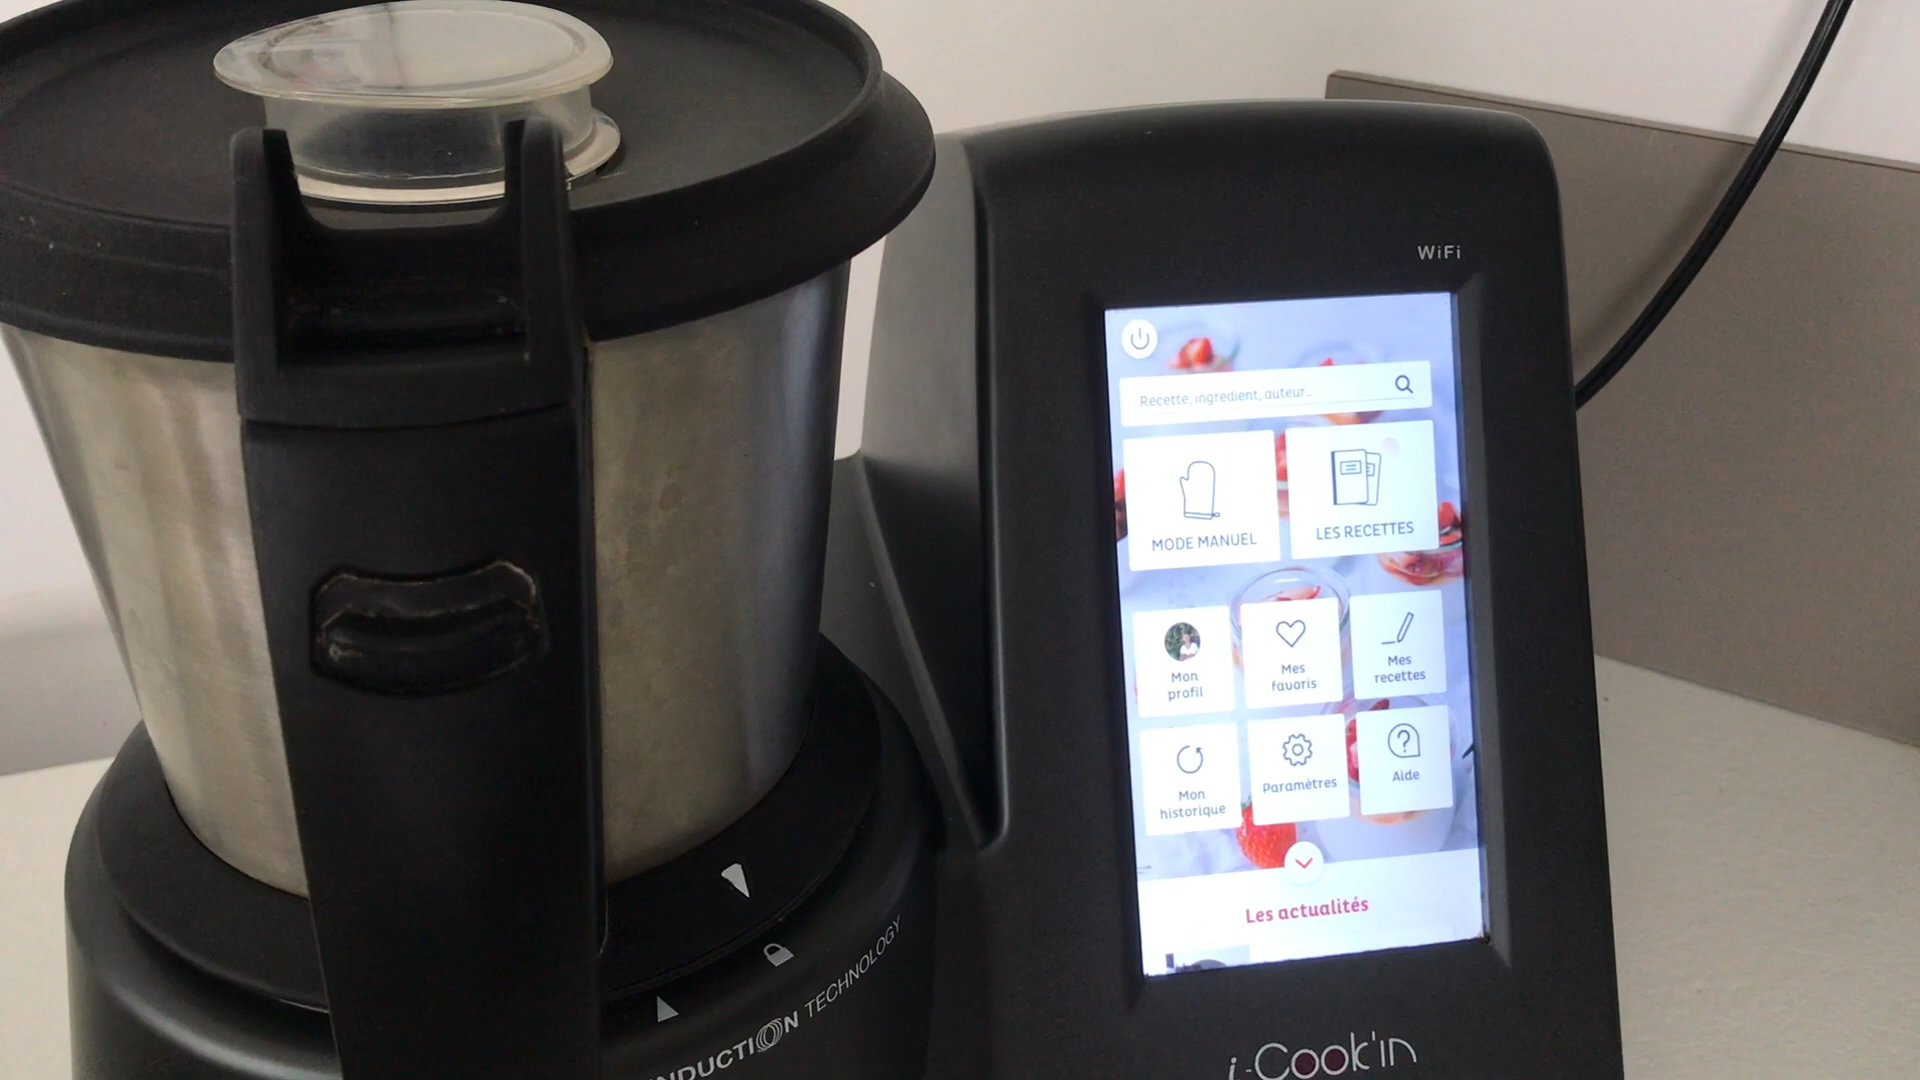 WiFi
Recette, ingrédient, auteur...
MODE MANUEL
LES RECETTES
Mon
profil
Mes
favoris
Mes
recettes
Mon
historique
Paramètres
Aide
Les actualités
INDUCTION TECHNOLOGY
i-Cook'in